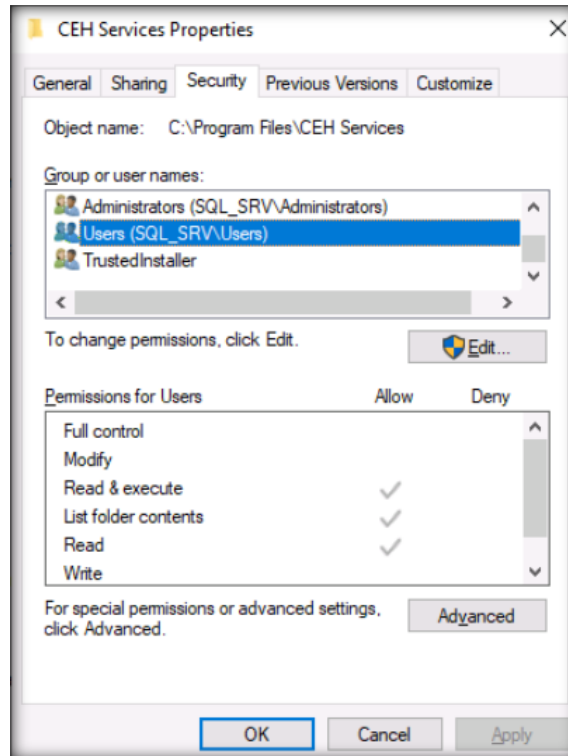 CEH Services Properties
General Sharing Security Previous Versions Customize
Object name: C:\Program Files\CEH Services
Group or user names:
Administrators (SQL_SRV\Administrators)
Users (SQL_SRV\Users)
TrustedInstaller
To change permissions, click Edit.
Edit...
Permissions for Users Allow Deny
Full control
Modify
Read & execute
List folder contents
Read
Write
For special permissions or advanced settings,
click Advanced.
Advanced
OK Cancel Apply